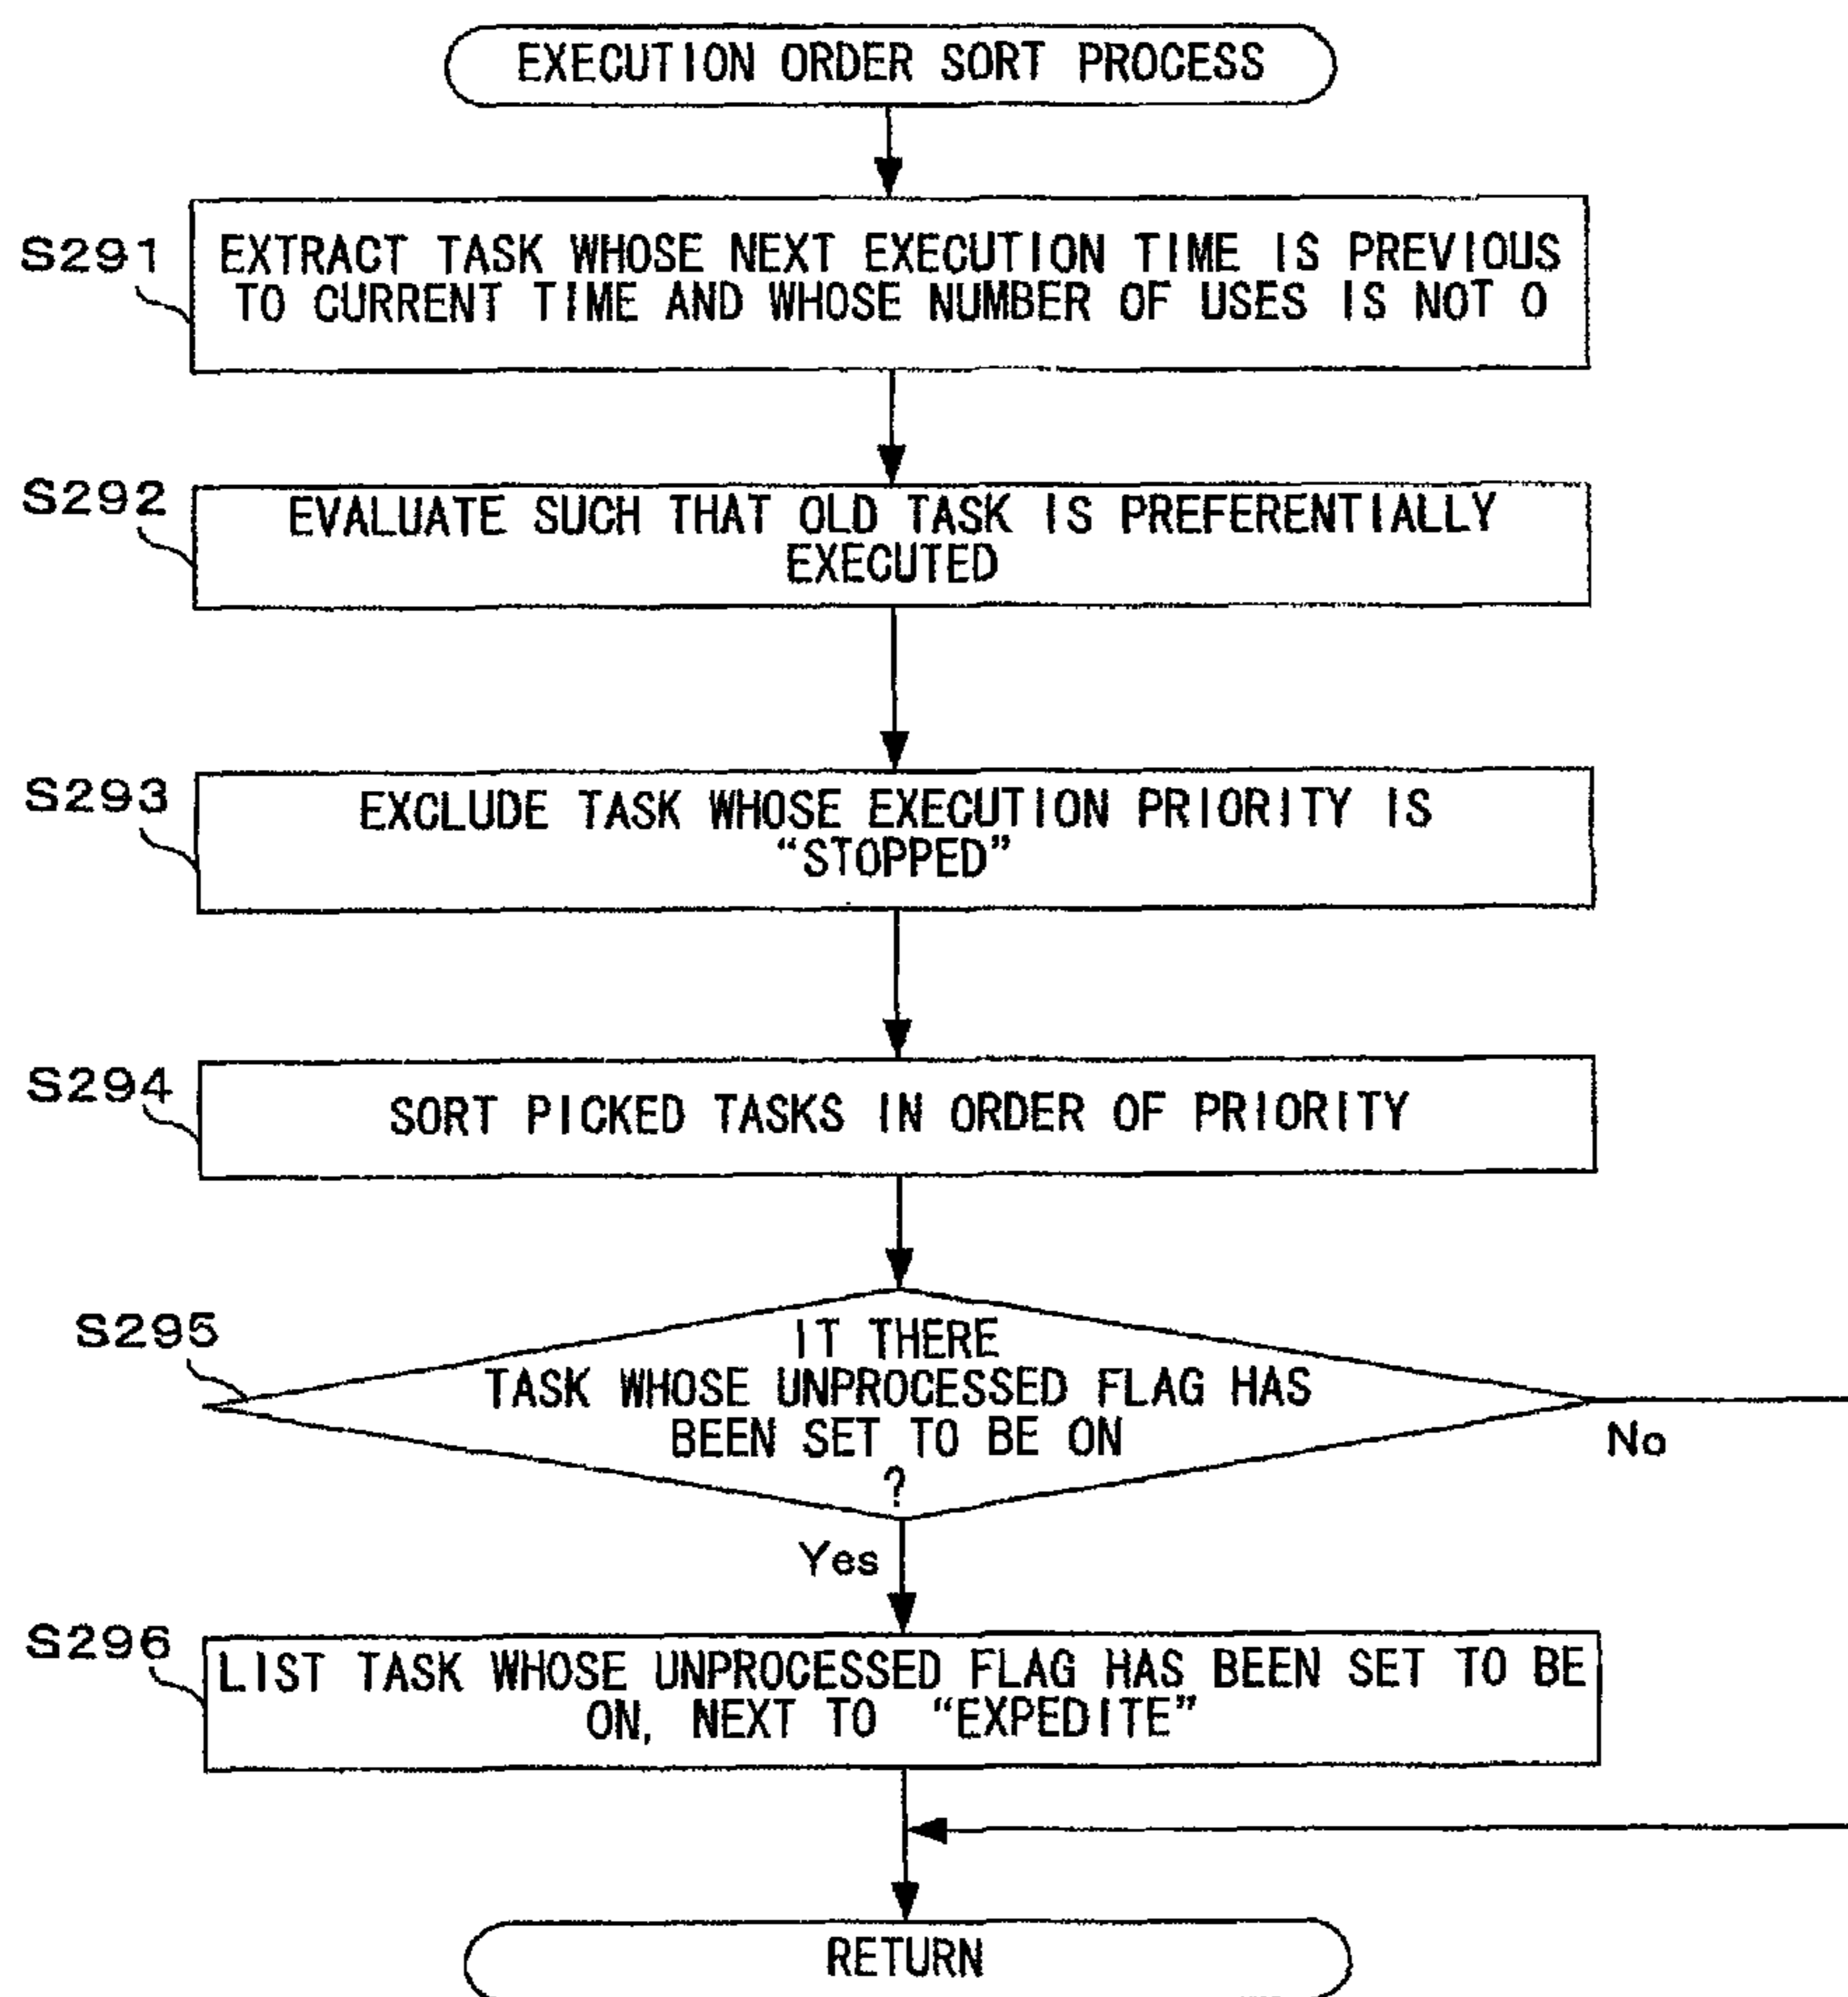 EXECUTION ORDER SORT PROCESS
S291
EXTRACT TASK WHOSE NEXT EXECUTION TIME IS PREVIOUS
TO CURRENT TIME AND WHOSE NUMBER OF USES IS NOT 0
S292
EVALUATE SUCH THAT OLD TASK IS PREFERENTIALLY
EXECUTED
S293
EXCLUDE TASK WHOSE EXECUTION PRIORITY IS
“STOPPED”
S294
SORT PICKED TASKS IN ORDER OF PRIORITY
S295
IT THERE
TASK WHOSE UNPROCESSED FLAG HAS
BEEN SET TO BE ON
?
No
Yes
S296
LIST TASK WHOSE UNPROCESSED FLAG HAS BEEN SET TO BE
ON, NEXT TO “EXPEDITE”
RETURN